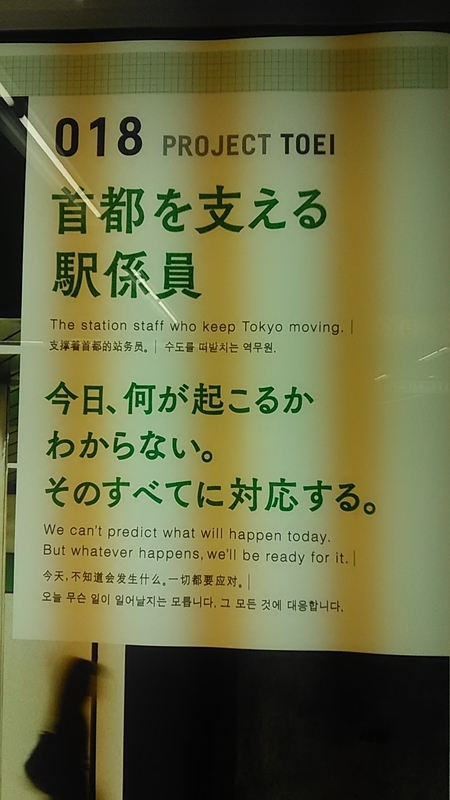 018 PROJECT TOEI
首都を支える
駅係員
The station staff who keep Tokyo moving. |
支撑着首都的站务员。| 수도를 떠받치는 역무원.
今日、何が起こるか
わからない。
そのすべてに対応する。
We can't predict what will happen today.
But whatever happens, we'll be ready for it. |
今天，不知道会发生什么。一切都要应对。|
오늘 무슨 일이 일어날지는 모릅니다, 그 모든 것에 대응합니다.